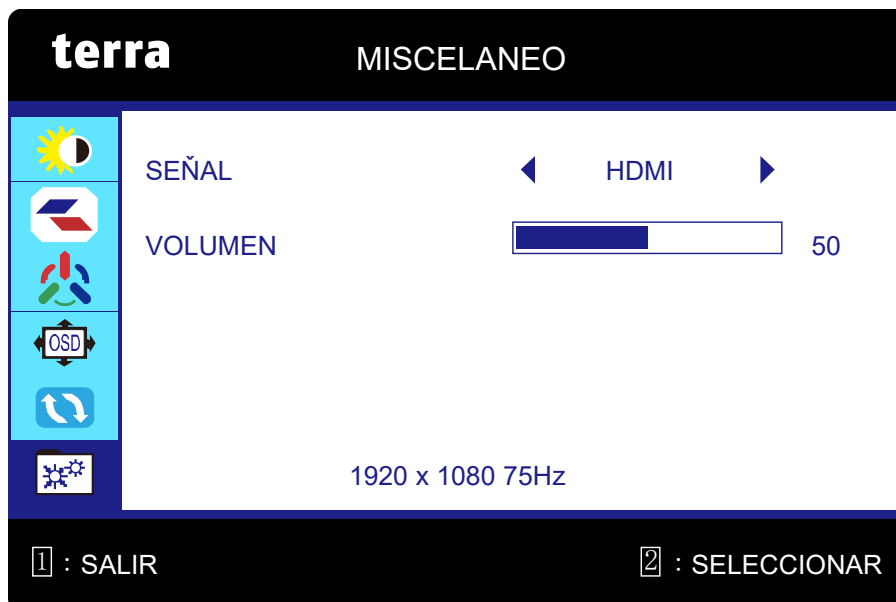 terra
MISCELANEO
SEŇAL HDMI
VOLUMEN 50
OSD
1920 x 1080 75Hz
1 : SALIR 2 : SELECCIONAR